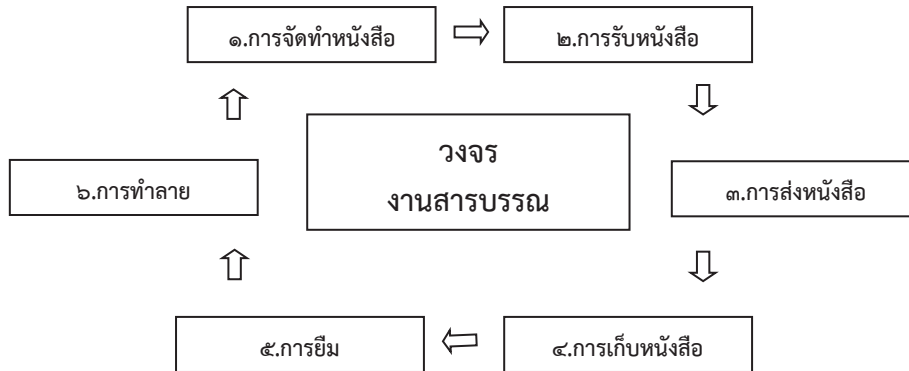 ๑.การจัดทำหนังสือ
๒.การรับหนังสือ
วงจร
งานสารบรรณ
๓.การส่งหนังสือ
๔.การเก็บหนังสือ
๕.การยืม
๖.การทำลาย